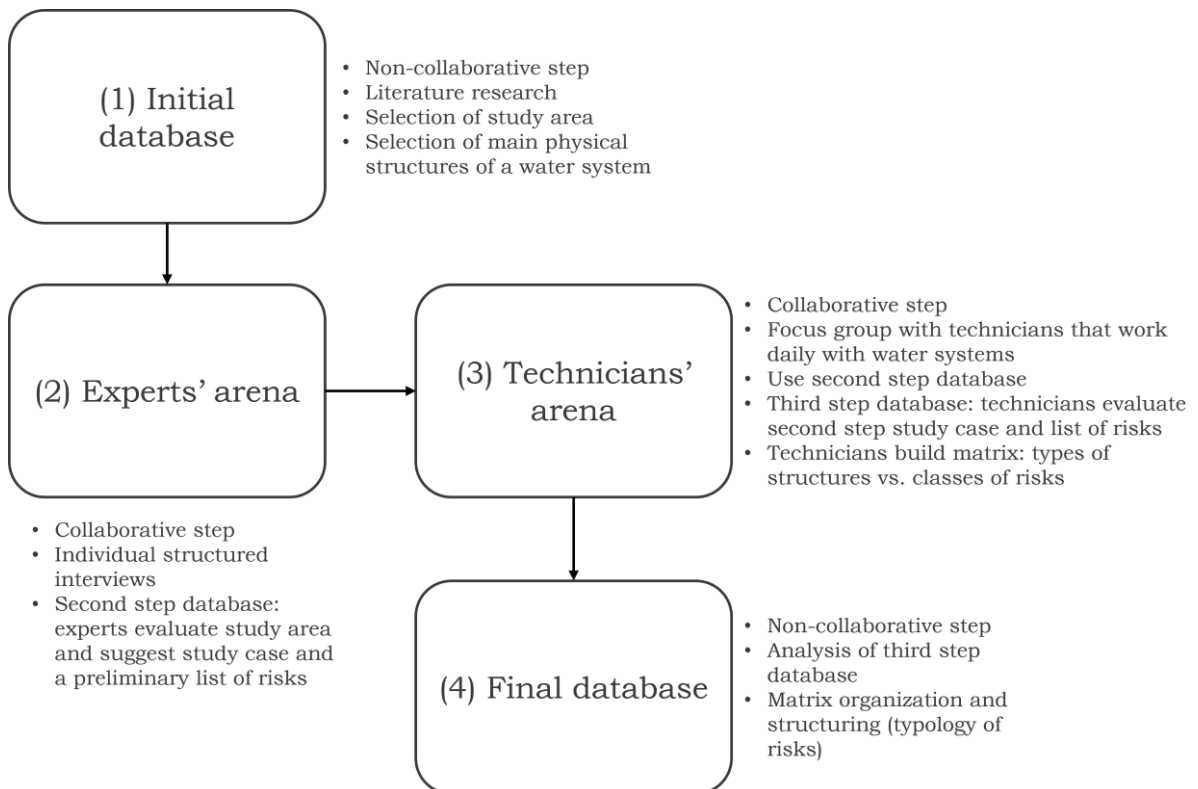 (1) Initial
database
• Non-collaborative step
• Literature research
• Selection of study area
• Selection of main physical
structures of a water system
(2) Experts’ arena
• Collaborative step
• Individual structured
interviews
• Second step database:
experts evaluate study area
and suggest study case and
a preliminary list of risks
(3) Technicians’
arena
• Collaborative step
• Focus group with technicians that work
daily with water systems
• Use second step database
• Third step database: technicians evaluate
second step study case and list of risks
• Technicians build matrix: types of
structures vs. classes of risks
(4) Final database
• Non-collaborative step
• Analysis of third step
database
• Matrix organization and
structuring (typology of
risks)